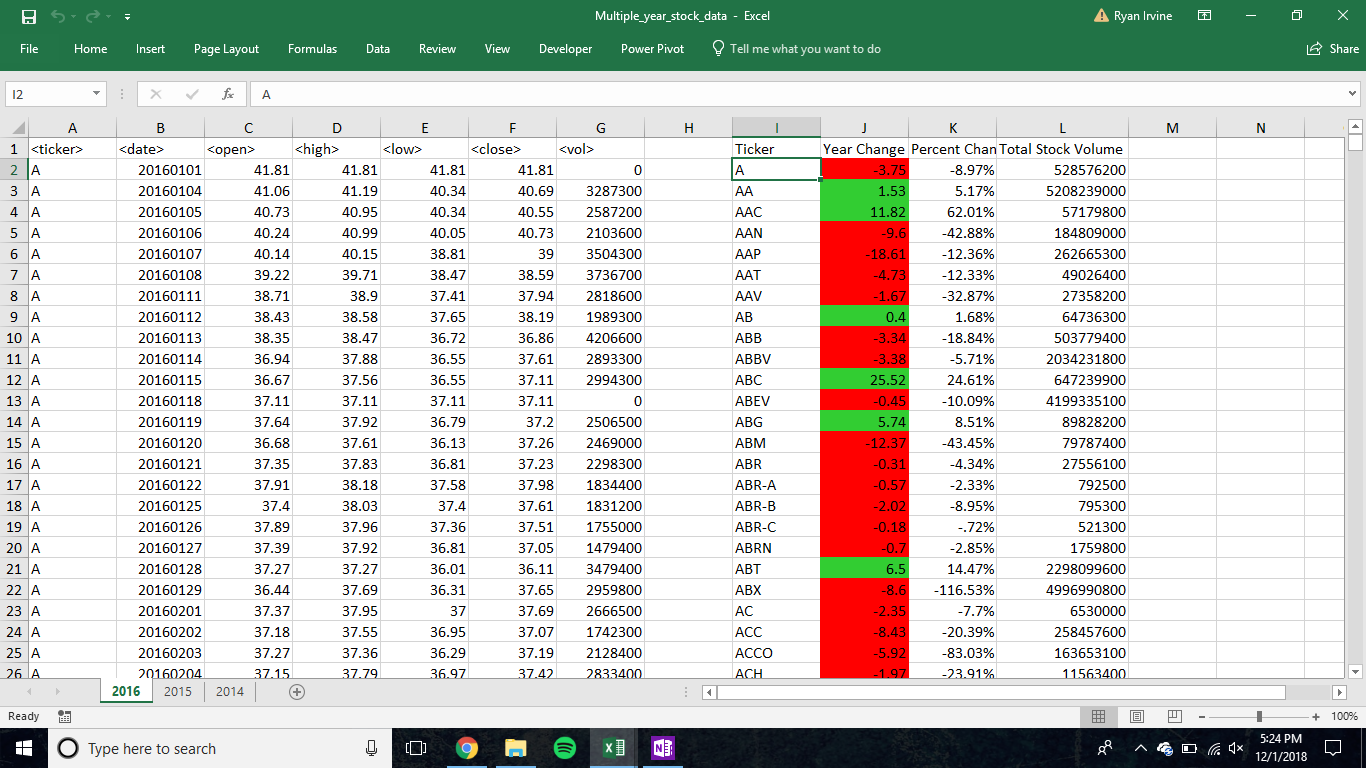 Multiple_year_stock_data - Excel
Ryan Irvine
File Home Insert Page Layout Formulas Data Review View Developer Power Pivot Tell me what you want to do Share
I2 fx A
A B C D E F G H I J K L M N
1 <ticker> <date> <open> <high> <low> <close> <vol> Ticker Year Change Percent Chan Total Stock Volume
2 A 20160101 41.81 41.81 41.81 41.81 0 A -3.75 -8.97% 528576200
3 A 20160104 41.06 41.19 40.34 40.69 3287300 AA 1.53 5.17% 5208239000
4 A 20160105 40.73 40.95 40.34 40.55 2587200 AAC 11.82 62.01% 57179800
5 A 20160106 40.24 40.99 40.05 40.73 2103600 AAN -9.6 -42.88% 184809000
6 A 20160107 40.14 40.15 38.81 39 3504300 AAP -18.61 -12.36% 262665300
7 A 20160108 39.22 39.71 38.47 38.59 3736700 AAT -4.73 -12.33% 49026400
8 A 20160111 38.71 38.9 37.41 37.94 2818600 AAV -1.67 -32.87% 27358200
9 A 20160112 38.43 38.58 37.65 38.19 1989300 AB 0.4 1.68% 64736300
10 A 20160113 38.35 38.47 36.72 36.86 4206600 ABB -3.34 -18.84% 503779400
11 A 20160114 36.94 37.88 36.55 37.61 2893300 ABBV -3.38 -5.71% 2034231800
12 A 20160115 36.67 37.56 36.55 37.11 2994300 ABC 25.52 24.61% 647239900
13 A 20160118 37.11 37.11 37.11 37.11 0 ABEV -0.45 -10.09% 4199335100
14 A 20160119 37.64 37.92 36.79 37.2 2506500 ABG 5.74 8.51% 89828200
15 A 20160120 36.68 37.61 36.13 37.26 2469000 ABM -12.37 -43.45% 79787400
16 A 20160121 37.35 37.83 36.81 37.23 2298300 ABR -0.31 -4.34% 27556100
17 A 20160122 37.91 38.18 37.58 37.98 1834400 ABR-A -0.57 -2.33% 792500
18 A 20160125 37.4 38.03 37.4 37.61 1831200 ABR-B -2.02 -8.95% 795300
19 A 20160126 37.89 37.96 37.36 37.51 1755000 ABR-C -0.18 -.72% 521300
20 A 20160127 37.39 37.92 36.81 37.05 1479400 ABRN -0.7 -2.85% 1759800
21 A 20160128 37.27 37.27 36.01 36.11 3479400 ABT 6.5 14.47% 2298099600
22 A 20160129 36.44 37.69 36.31 37.65 2959800 ABX -8.6 -116.53% 4996990800
23 A 20160201 37.37 37.95 37 37.69 2666500 AC -2.35 -7.7% 6530000
24 A 20160202 37.18 37.55 36.95 37.07 1742300 ACC -8.43 -20.39% 258457600
25 A 20160203 37.27 37.36 36.29 37.19 2128400 ACCO -5.92 -83.03% 163653100
26 A 20160204 37.15 37.79 36.97 37.42 2833400 ACH -1.97 -23.91% 11563400
2016 2015 2014
Ready 100%
Type here to search
5:24 PM
12/1/2018